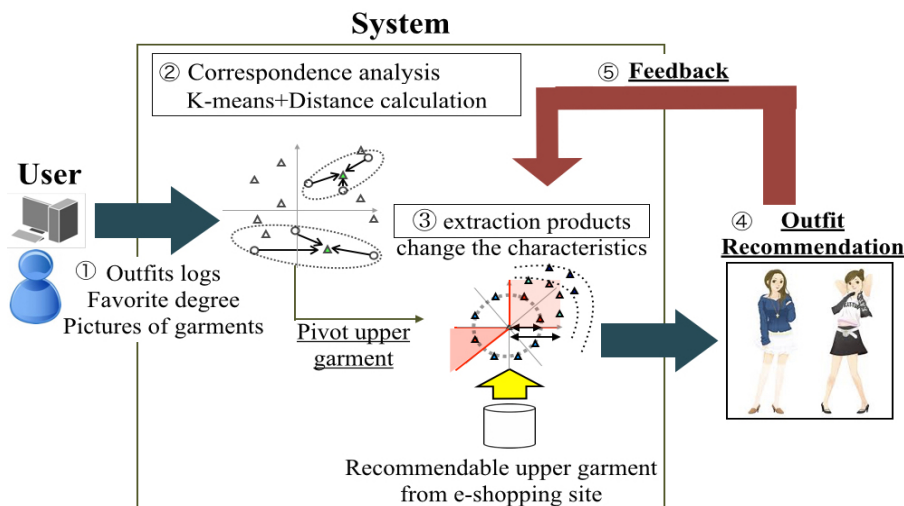 System
② Correspondence analysis
K-means+Distance calculation
⑤ Feedback
User
① Outfits logs
Favorite degree
Pictures of garments
③ extraction products
change the characteristics
④ Outfit
Recommendation
Pivot upper
garment
Recommendable upper garment
from e-shopping site